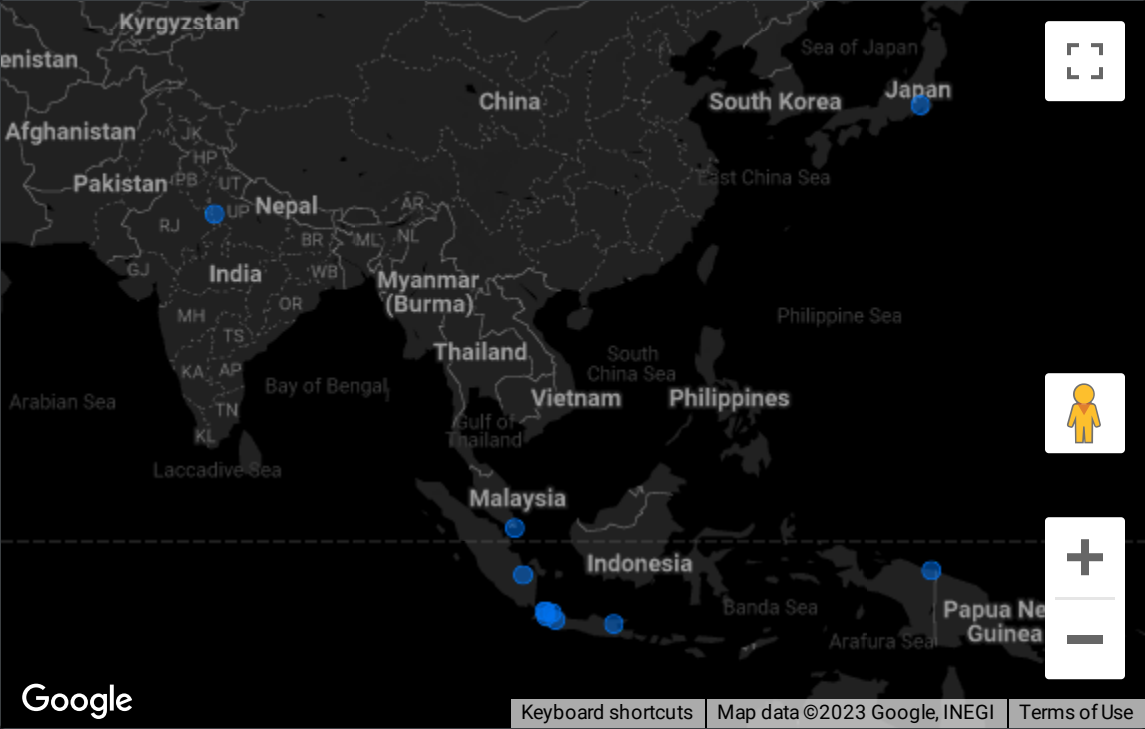 Kyrgyzstan
enistan
Sea of Japan
Japan
China
South Korea
Afghanistan
JK
HP
Pakistan
PB
UT
East China Sea
Nepal
AR
UP
RJ
BR
ML
NL
GJ
India
WB
Myanmar
(Burma)
OR
MH
Philippine Sea
TS
Thailand
South
China Sea
KA
AP
Bay of Bengal
Arabian Sea
Vietnam
Philippines
TN
Gulf of
Thailand
KL
Laccadive Sea
Malaysia
Indonesia
Banda Sea
Papua Ne
Guinea
Arafura Sea
Google
Keyboard shortcuts
Map data ©2023 Google, INEGI
Terms of Use